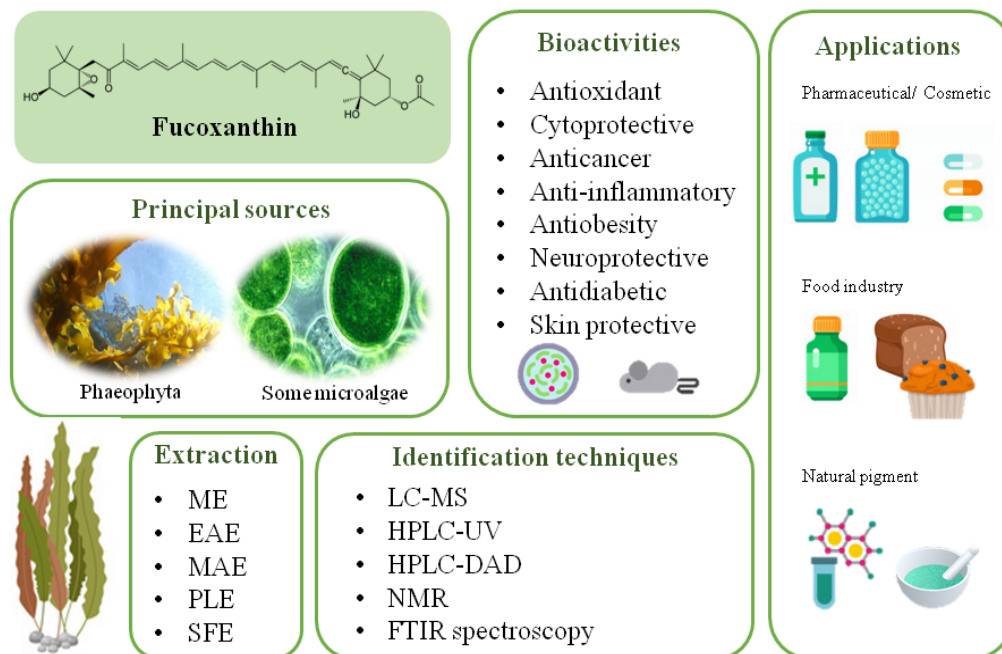 O
O
HO
HO
O
O
Fucoxanthin
Principal sources
Phaeophyta
Some microalgae
Bioactivities
• Antioxidant
• Cytoprotective
• Anticancer
• Anti-inflammatory
• Antiobesity
• Neuroprotective
• Antidiabetic
• Skin protective
Extraction
• ME
• EAE
• MAE
• PLE
• SFE
Identification techniques
• LC-MS
• HPLC-UV
• HPLC-DAD
• NMR
• FTIR spectroscopy
Applications
Pharmaceutical/ Cosmetic
Food industry
Natural pigment